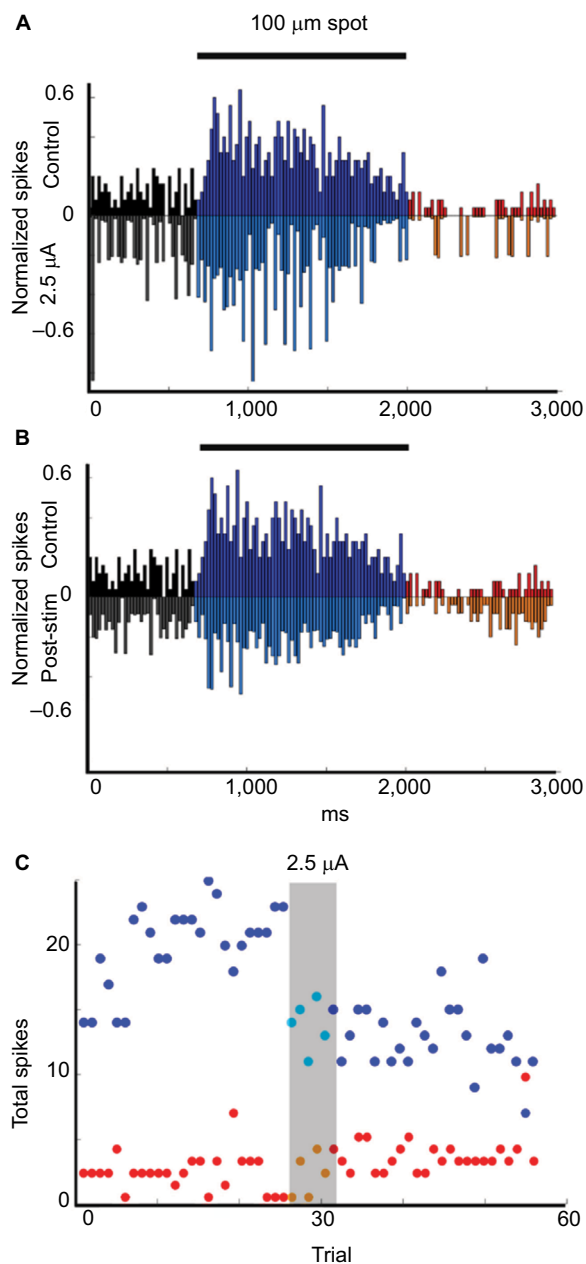 A
100 μm spot
Normalized spikes
2.5 μA Control
0.6
0
–0.6
0 1,000 2,000 3,000
B
Normalized spikes
Post-stim Control
0.6
0
–0.6
0 1,000 2,000 3,000
ms
C
2.5 μA
Total spikes
20
10
0
0 30 60
Trial